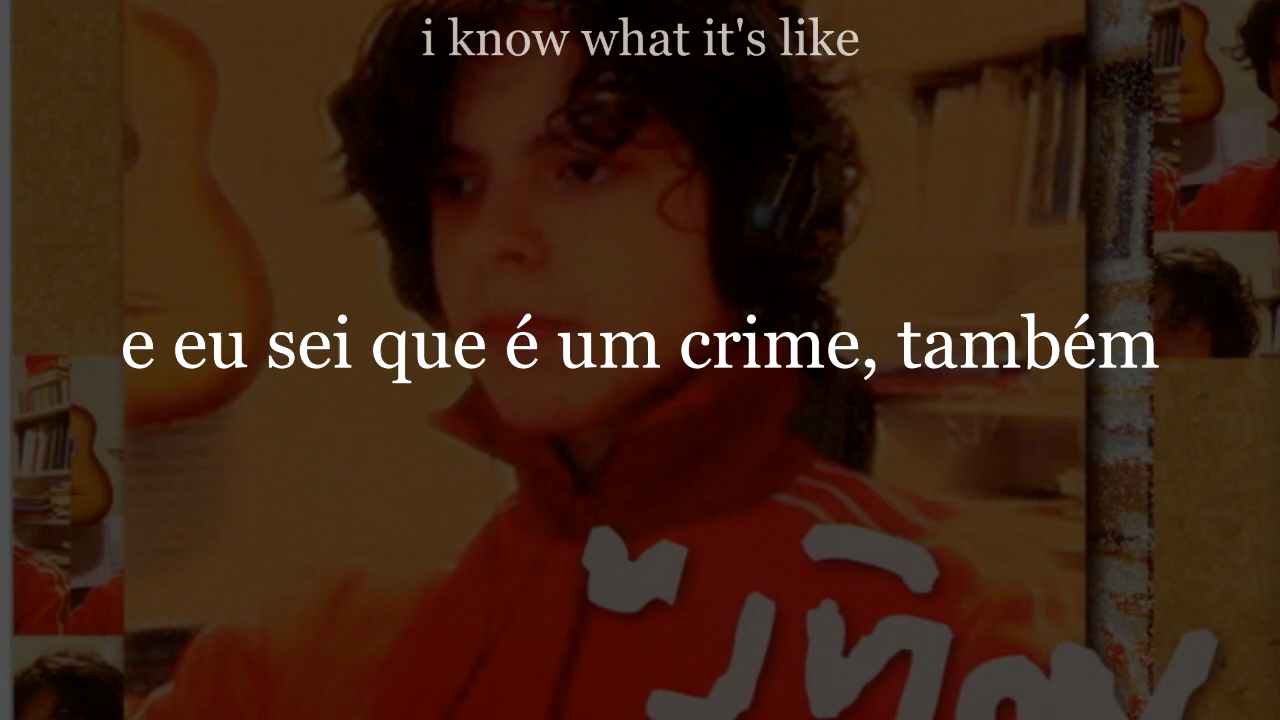 i know what it's like
e eu sei que é um crime, também